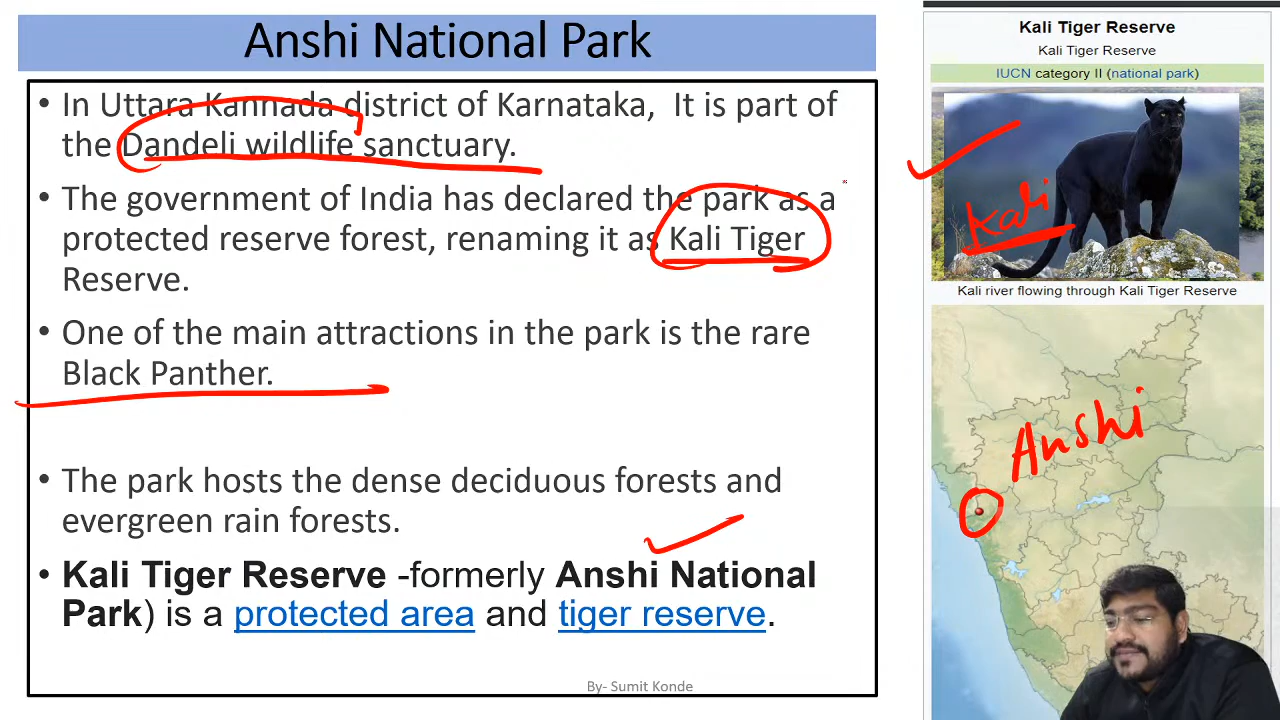 Anshi National Park
• In Uttara Kannada district of Karnataka, It is part of
the Dandeli wildlife sanctuary.
• The government of India has declared the park as a
protected reserve forest, renaming it as Kali Tiger
Reserve.
• One of the main attractions in the park is the rare
Black Panther.
• The park hosts the dense deciduous forests and
evergreen rain forests.
• Kali Tiger Reserve -formerly Anshi National
Park) is a protected area and tiger reserve.
By- Sumit Konde
Kali Tiger Reserve
Kali Tiger Reserve
IUCN category II (national park)
Kali
Kali river flowing through Kali Tiger Reserve
Anshi